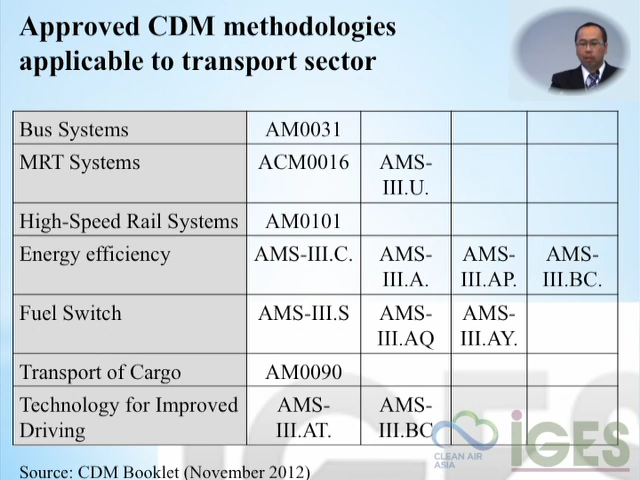 Approved CDM methodologies
applicable to transport sector
Bus Systems AM0031
MRT Systems ACM0016 AMS-
III.U.
High-Speed Rail Systems AM0101
Energy efficiency AMS-III.C. AMS- AMS- AMS-
III.A. III.AP. III.BC.
Fuel Switch AMS-III.S AMS- AMS-
III.AQ III.AY.
Transport of Cargo AM0090
Technology for Improved AMS- AMS-
Driving III.AT. III.BC
CLEAN AIR
ASIA
iGES
Source: CDM Booklet (November 2012)